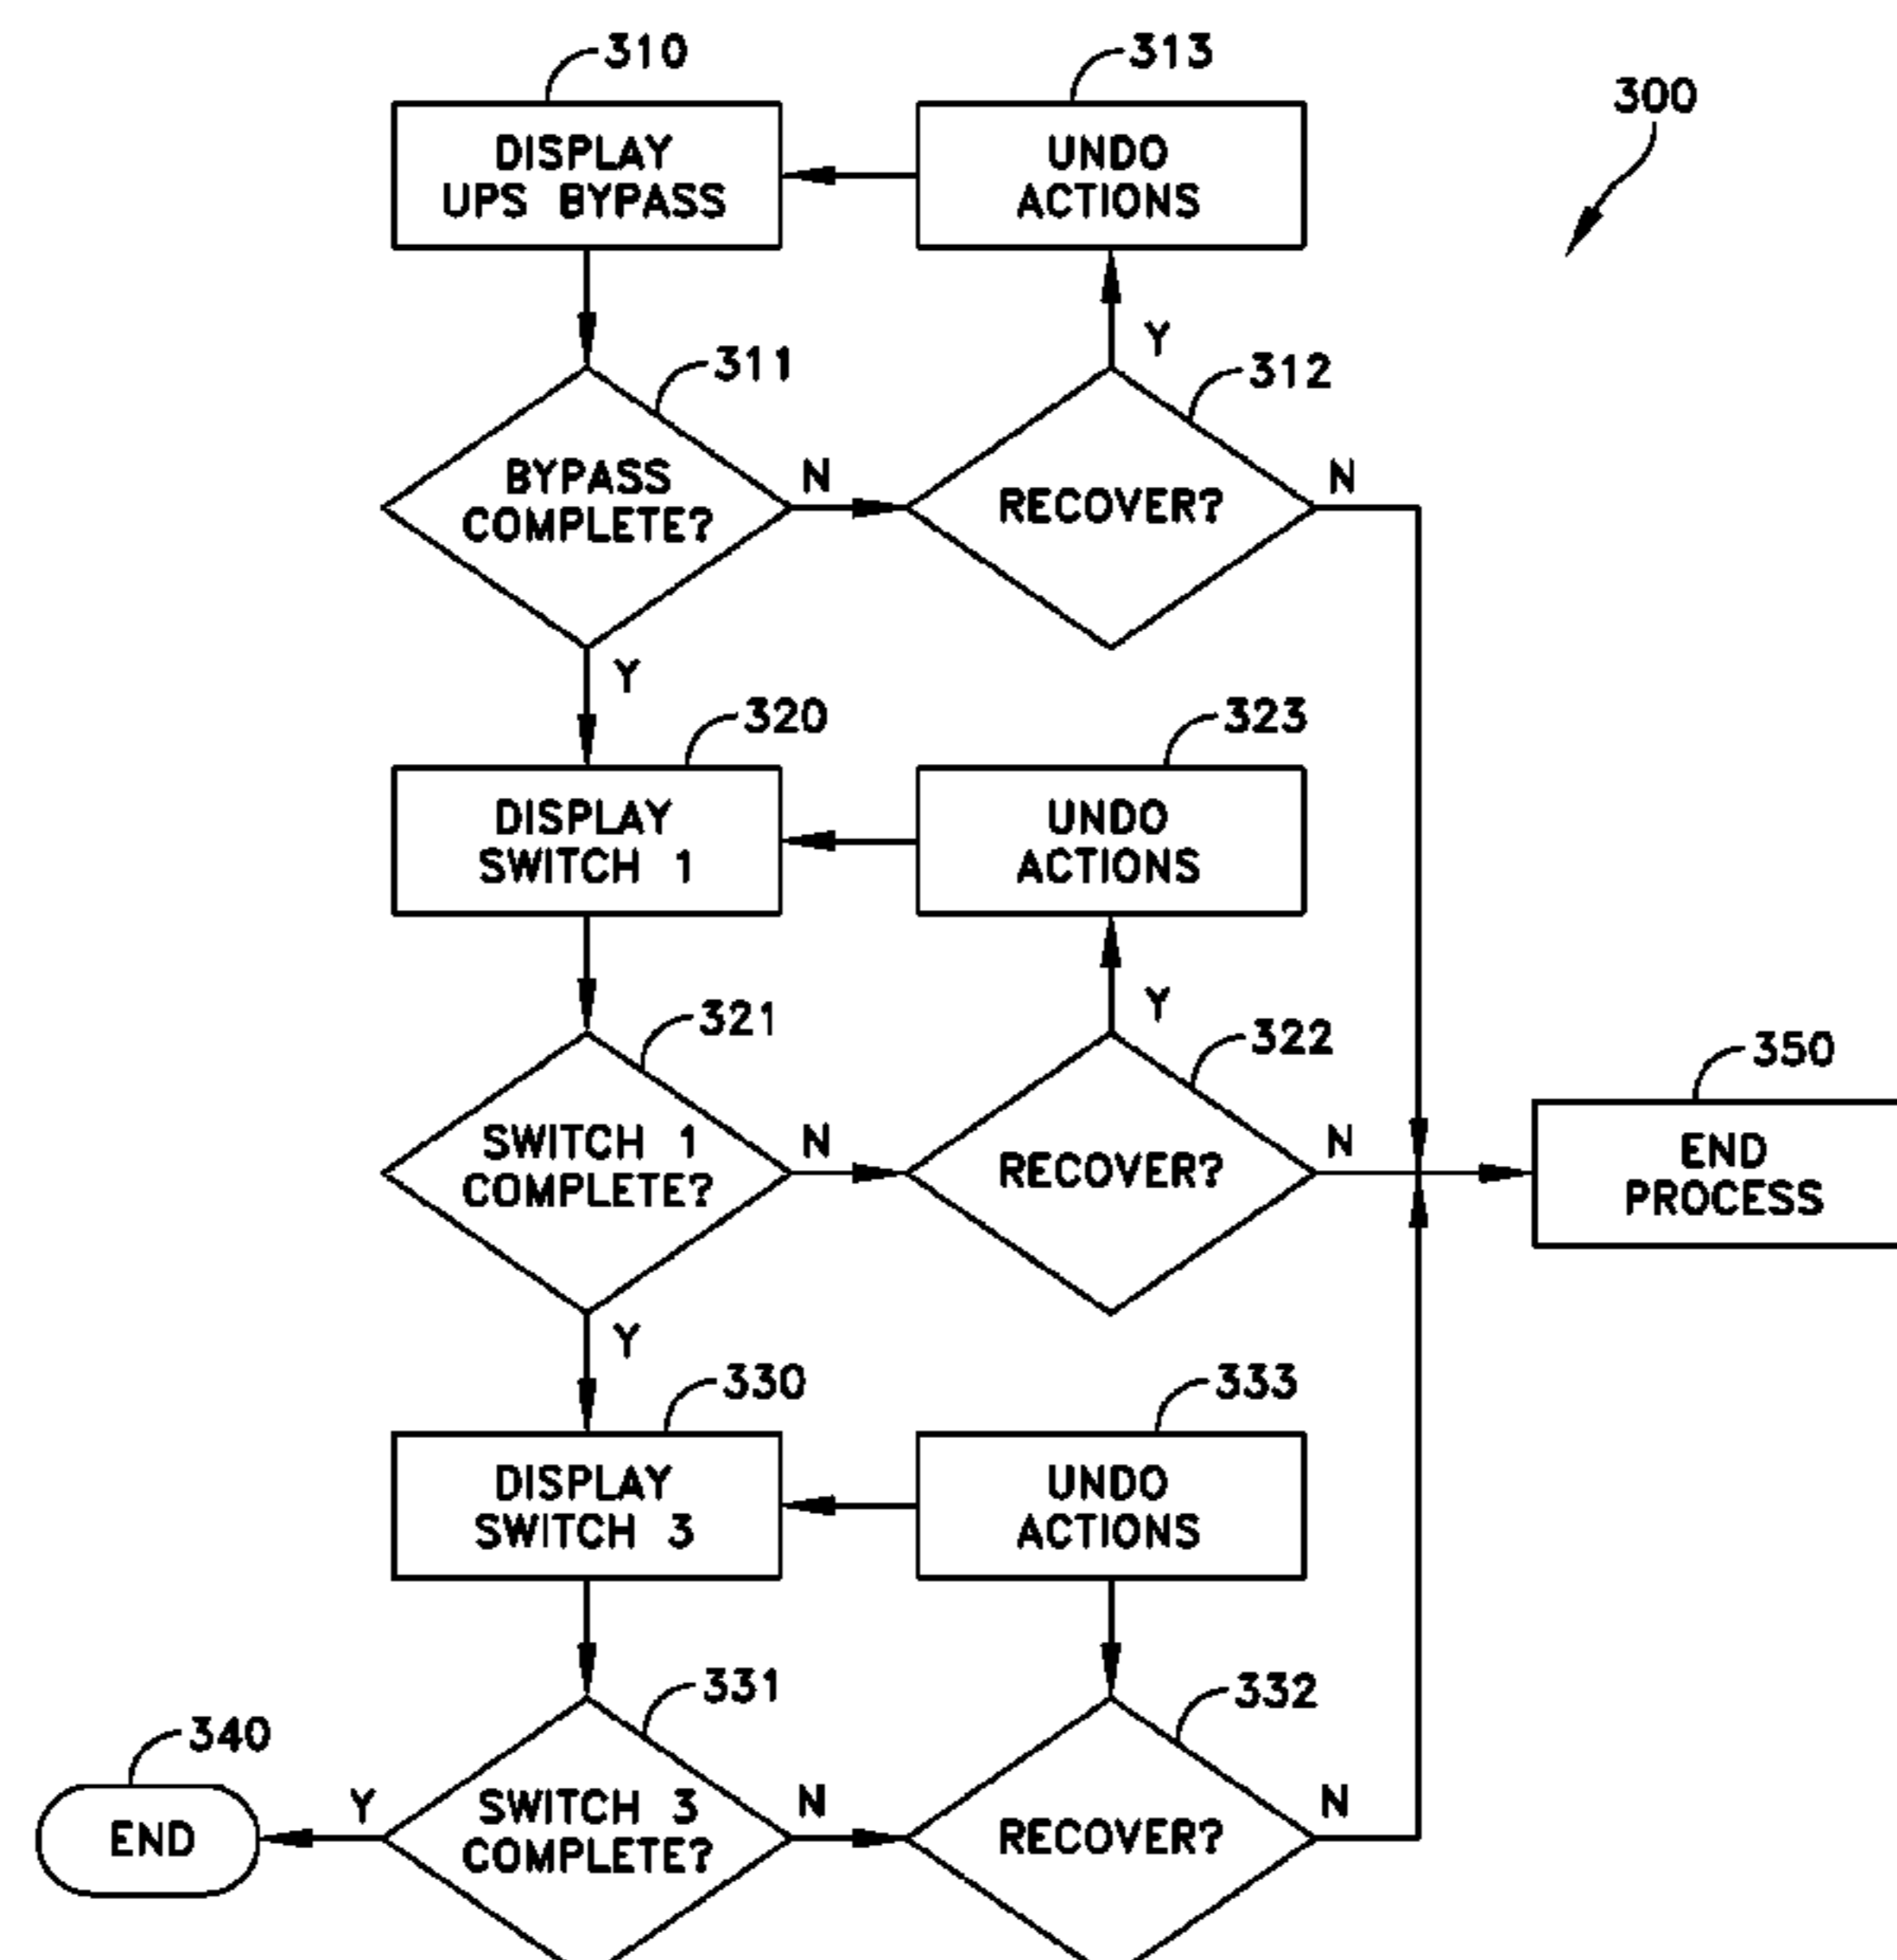 310
313
300
DISPLAY
UPS BYPASS
UNDO
ACTIONS
Y
311
312
BYPASS
COMPLETE?
N
RECOVER?
N
Y
320
323
DISPLAY
SWITCH 1
UNDO
ACTIONS
Y
321
322
350
SWITCH 1
COMPLETE?
N
RECOVER?
N
END
PROCESS
Y
330
333
DISPLAY
SWITCH 3
UNDO
ACTIONS
331
332
340
END
Y
SWITCH 3
COMPLETE?
N
RECOVER?
N